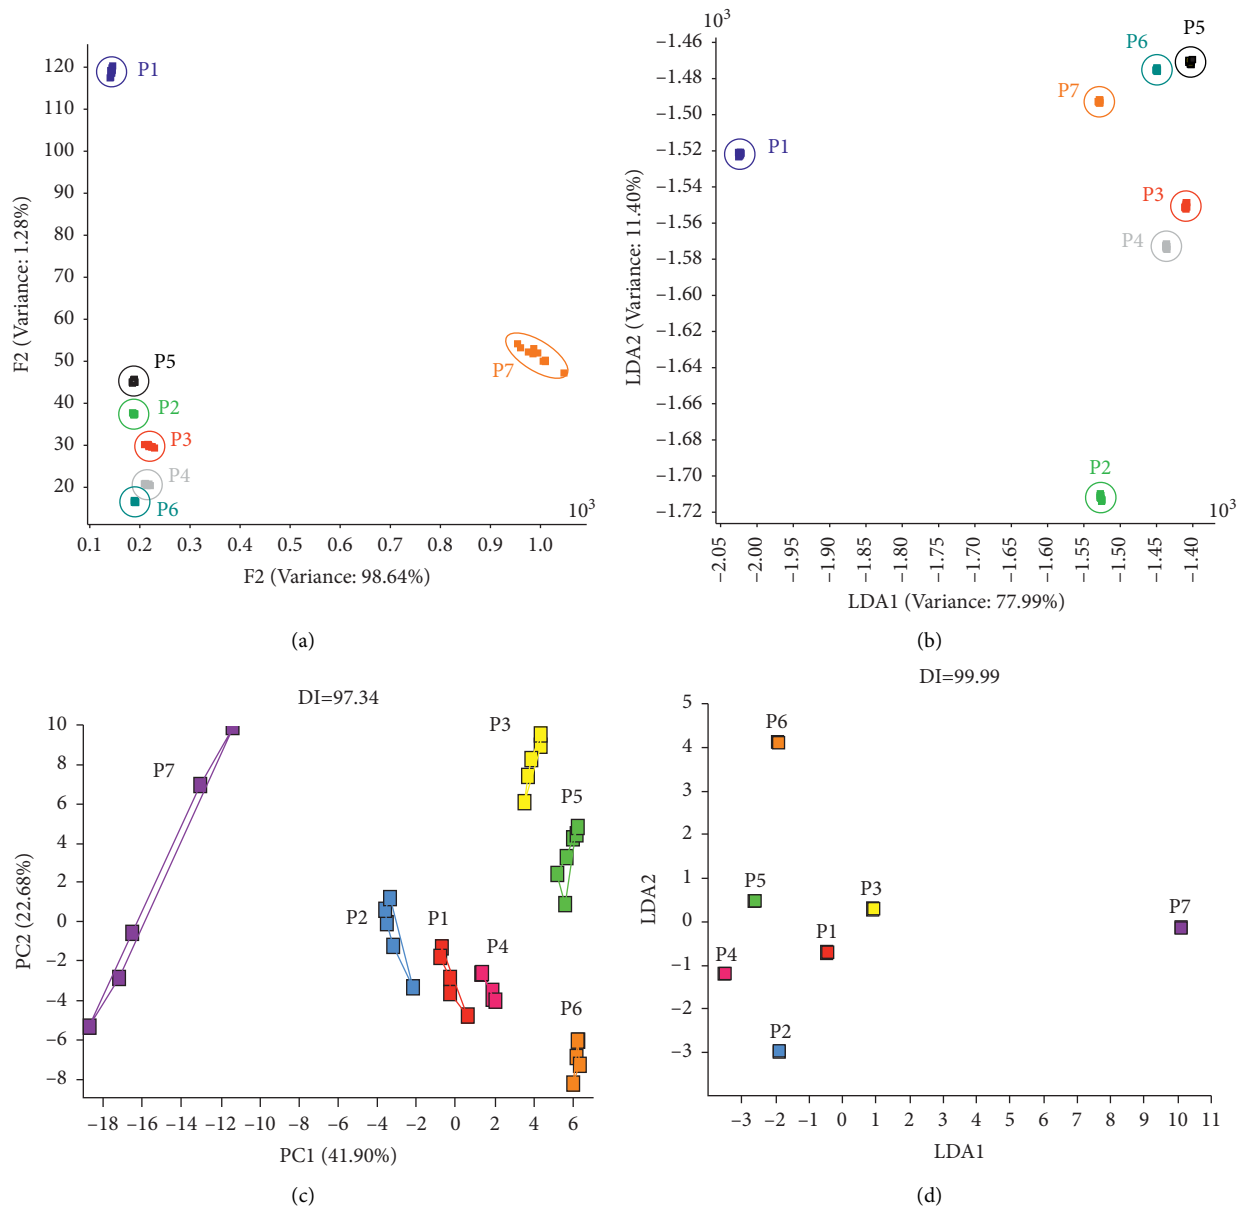 120
110
100
90
80
70
60
50
40
30
20
F2 (Variance: 1.28%)
P1
P5
P2
P3
P4
P6
P7
10³
0.1 0.2 0.3 0.4 0.5 0.6 0.7 0.8 0.9 1.0
F2 (Variance: 98.64%)
(a)
10³
−1.46
−1.48
−1.50
−1.52
−1.54
−1.56
−1.58
−1.60
−1.62
−1.64
−1.66
−1.68
−1.70
−1.72
LDA2 (Variance: 11.40%)
P5
P6
P7
P1
P3
P4
P2
10³
−2.05 −2.00 −1.95 −1.90 −1.85 −1.80 −1.75 −1.70 −1.65 −1.60 −1.55 −1.50 −1.45 −1.40
LDA1 (Variance: 77.99%)
(b)
DI=97.34
10
8
6
4
2
0
−2
−4
−6
−8
PC2 (22.68%)
P3
P7
P5
P2
P1
P4
P6
−18 −16 −14 −12 −10 −8 −6 −4 −2 0 2 4 6
PC1 (41.90%)
(c)
DI=99.99
5
4
3
2
1
0
−1
−2
−3
LDA2
P6
P5
P3
P7
P1
P4
P2
−3 −2 −1 0 1 2 3 4 5 6 7 8 9 10 11
LDA1
(d)